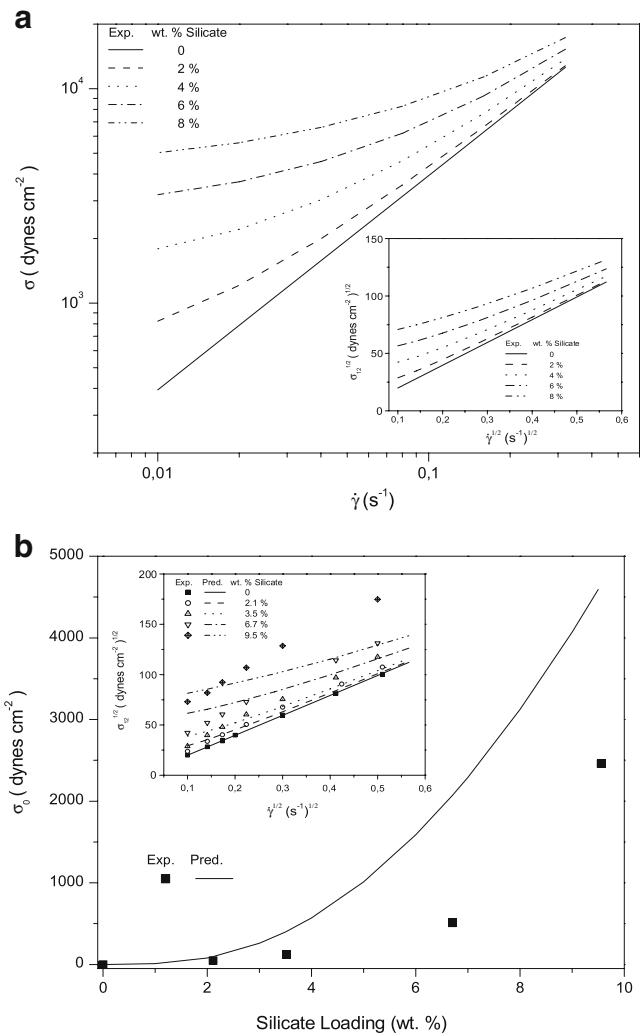 a
Exp. wt. % Silicate
0
2 %
4 %
6 %
8 %
10⁴
10³
σ ( dynes cm⁻² )
0,01
0,1
γ̇ (s⁻¹)
150
100
50
0
σ₁₂^1/2 ( dynes cm⁻² )^1/2
Exp. wt. % Silicate
0
2 %
4 %
6 %
8 %
0,1 0,2 0,3 0,4 0,5 0,6
γ̇^1/2 (s⁻¹)^1/2
b
5000
4000
3000
2000
1000
0
σ₀ ( dynes cm⁻² )
200
150
100
50
0
σ₁₂^1/2 ( dynes cm⁻² )^1/2
Exp. Pred. wt. % Silicate
0
2.1 %
3.5 %
6.7 %
9.5 %
0,1 0,2 0,3 0,4 0,5 0,6
γ̇^1/2 (s⁻¹)^1/2
Exp. Pred.
0 2 4 6 8 10
Silicate Loading (wt. %)